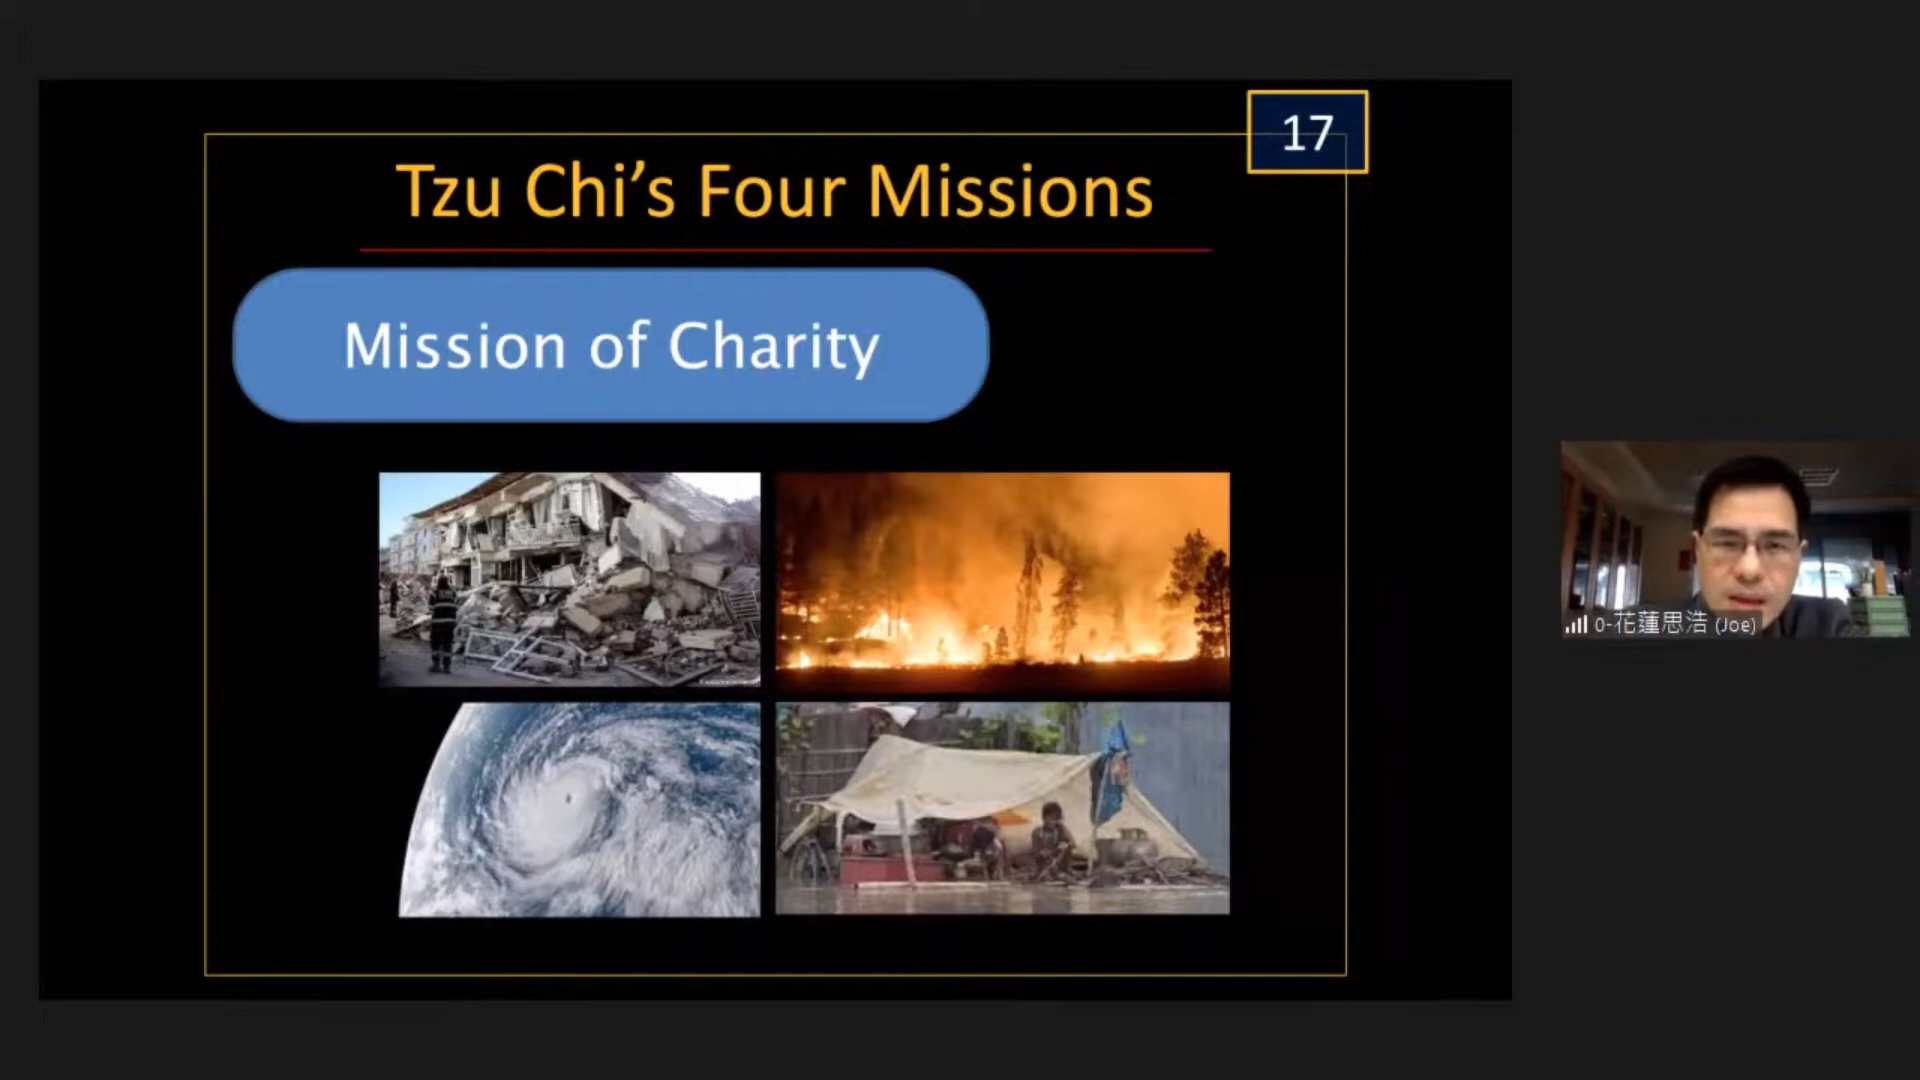 17
Tzu Chi’s Four Missions
Mission of Charity
0-花蓮思浩 (Joe)